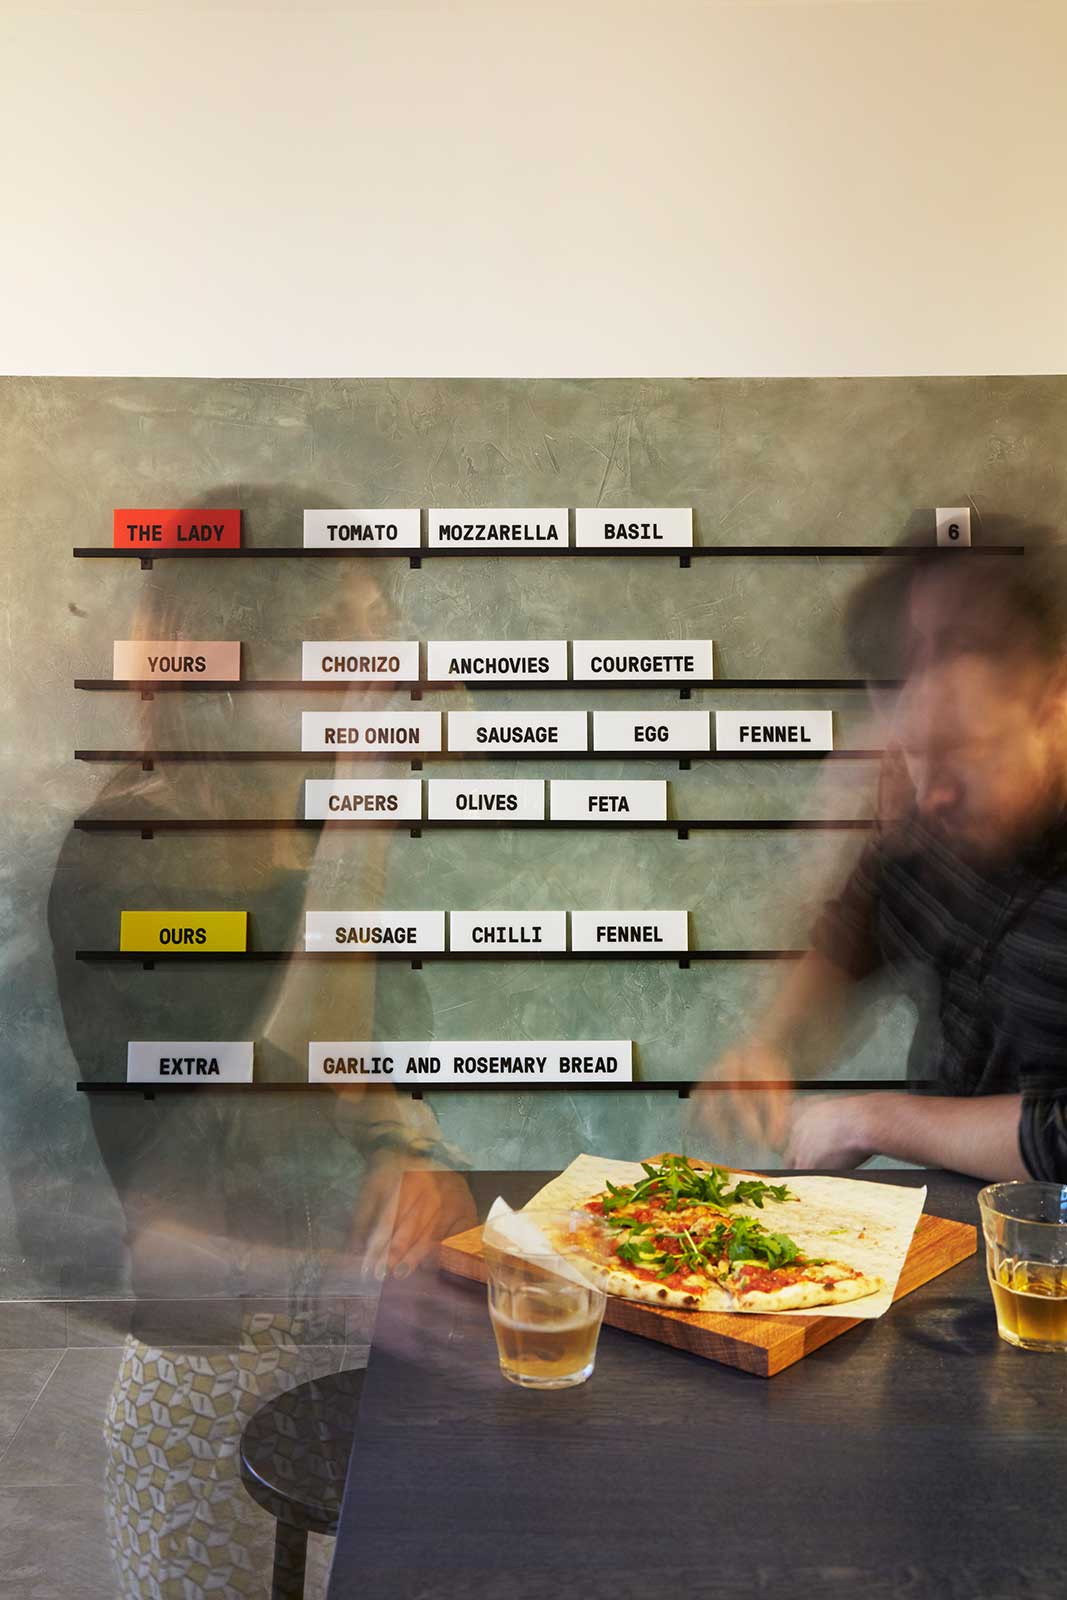 THE LADY TOMATO MOZZARELLA BASIL 6
YOURS CHORIZO ANCHOVIES COURGETTE
RED ONION SAUSAGE EGG FENNEL
CAPERS OLIVES FETA
OURS SAUSAGE CHILLI FENNEL
EXTRA GARLIC AND ROSEMARY BREAD